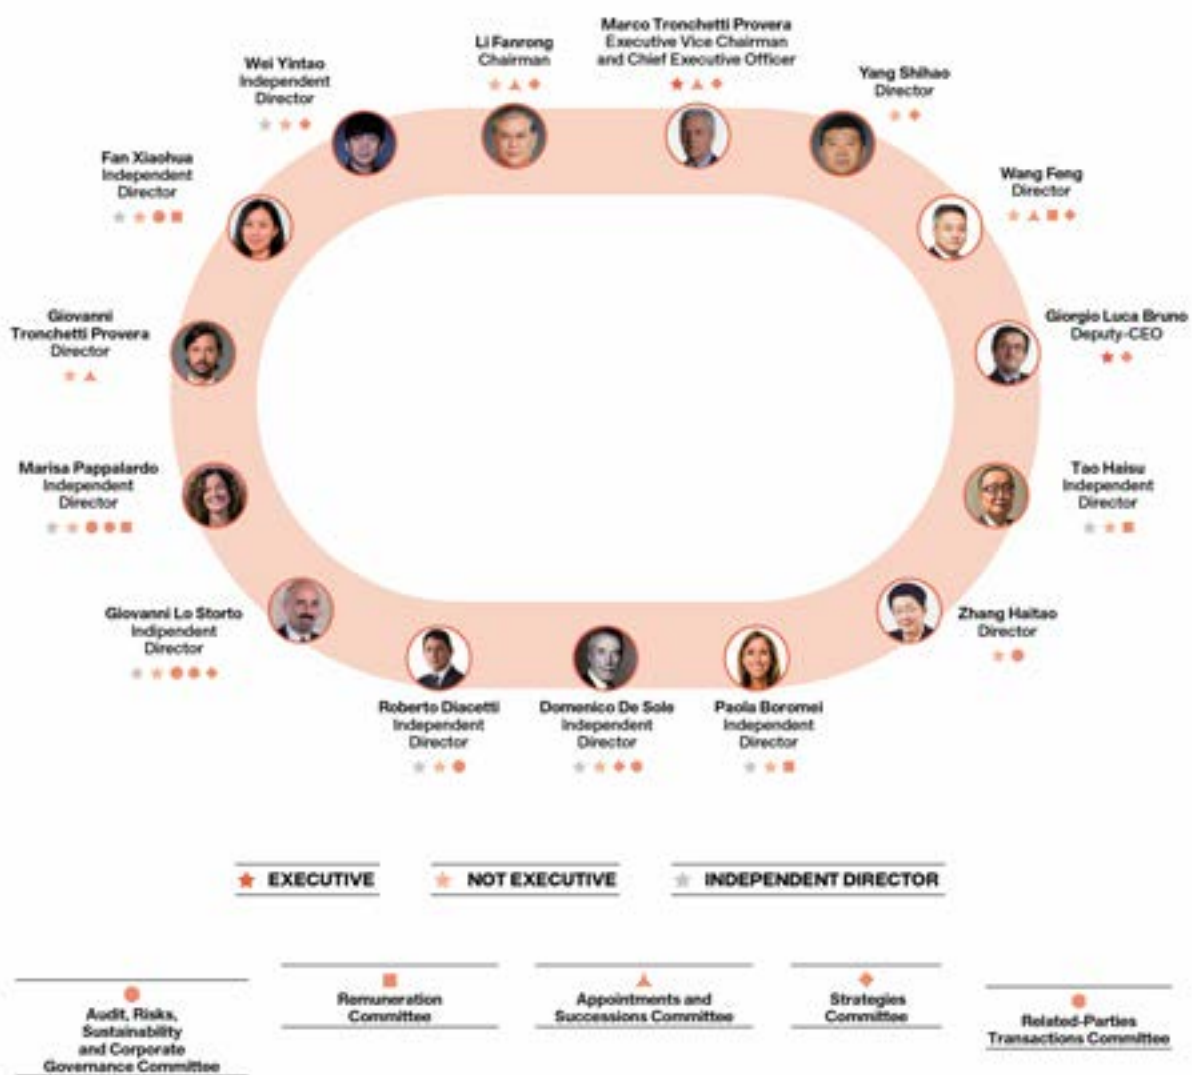 Marco Tronchetti Provera
Executive Vice Chairman
and Chief Executive Officer
Li Fanrong
Chairman
Wei Yintao
Independent
Director
Yang Shihao
Director
Fan Xiaohua
Independent
Director
Wang Feng
Director
Giovanni
Tronchetti Provera
Director
Giorgio Luca Bruno
Deputy-CEO
Marisa Pappalardo
Independent
Director
Tao Haisu
Independent
Director
Giovanni Lo Storto
Indipendent
Director
Zhang Haitao
Director
Roberto Diacetti
Independent
Director
Domenico De Sole
Independent
Director
Paola Boromei
Independent
Director
EXECUTIVE
NOT EXECUTIVE
INDEPENDENT DIRECTOR
Audit, Risks,
Sustainability
and Corporate
Governance Committee
Remuneration
Committee
Appointments and
Successions Committee
Strategies
Committee
Related-Parties
Transactions Committee